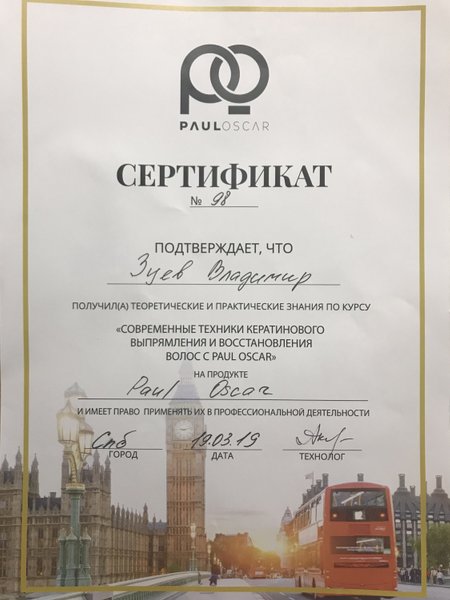 PAULOSCAR
СЕРТИФИКАТ
№ 98
ПОДТВЕРЖДАЕТ, ЧТО
Зуев Владимир
ПОЛУЧИЛ(А) ТЕОРЕТИЧЕСКИЕ И ПРАКТИЧЕСКИЕ ЗНАНИЯ ПО КУРСУ
«СОВРЕМЕННЫЕ ТЕХНИКИ КЕРАТИНОВОГО
ВЫПРЯМЛЕНИЯ И ВОССТАНОВЛЕНИЯ
ВОЛОС С PAUL OSCAR»
НА ПРОДУКТЕ
Paul Oscar
И ИМЕЕТ ПРАВО ПРИМЕНЯТЬ ИХ В ПРОФЕССИОНАЛЬНОЙ ДЕЯТЕЛЬНОСТИ
Спб 19.03.19
ГОРОД ДАТА ТЕХНОЛОГ